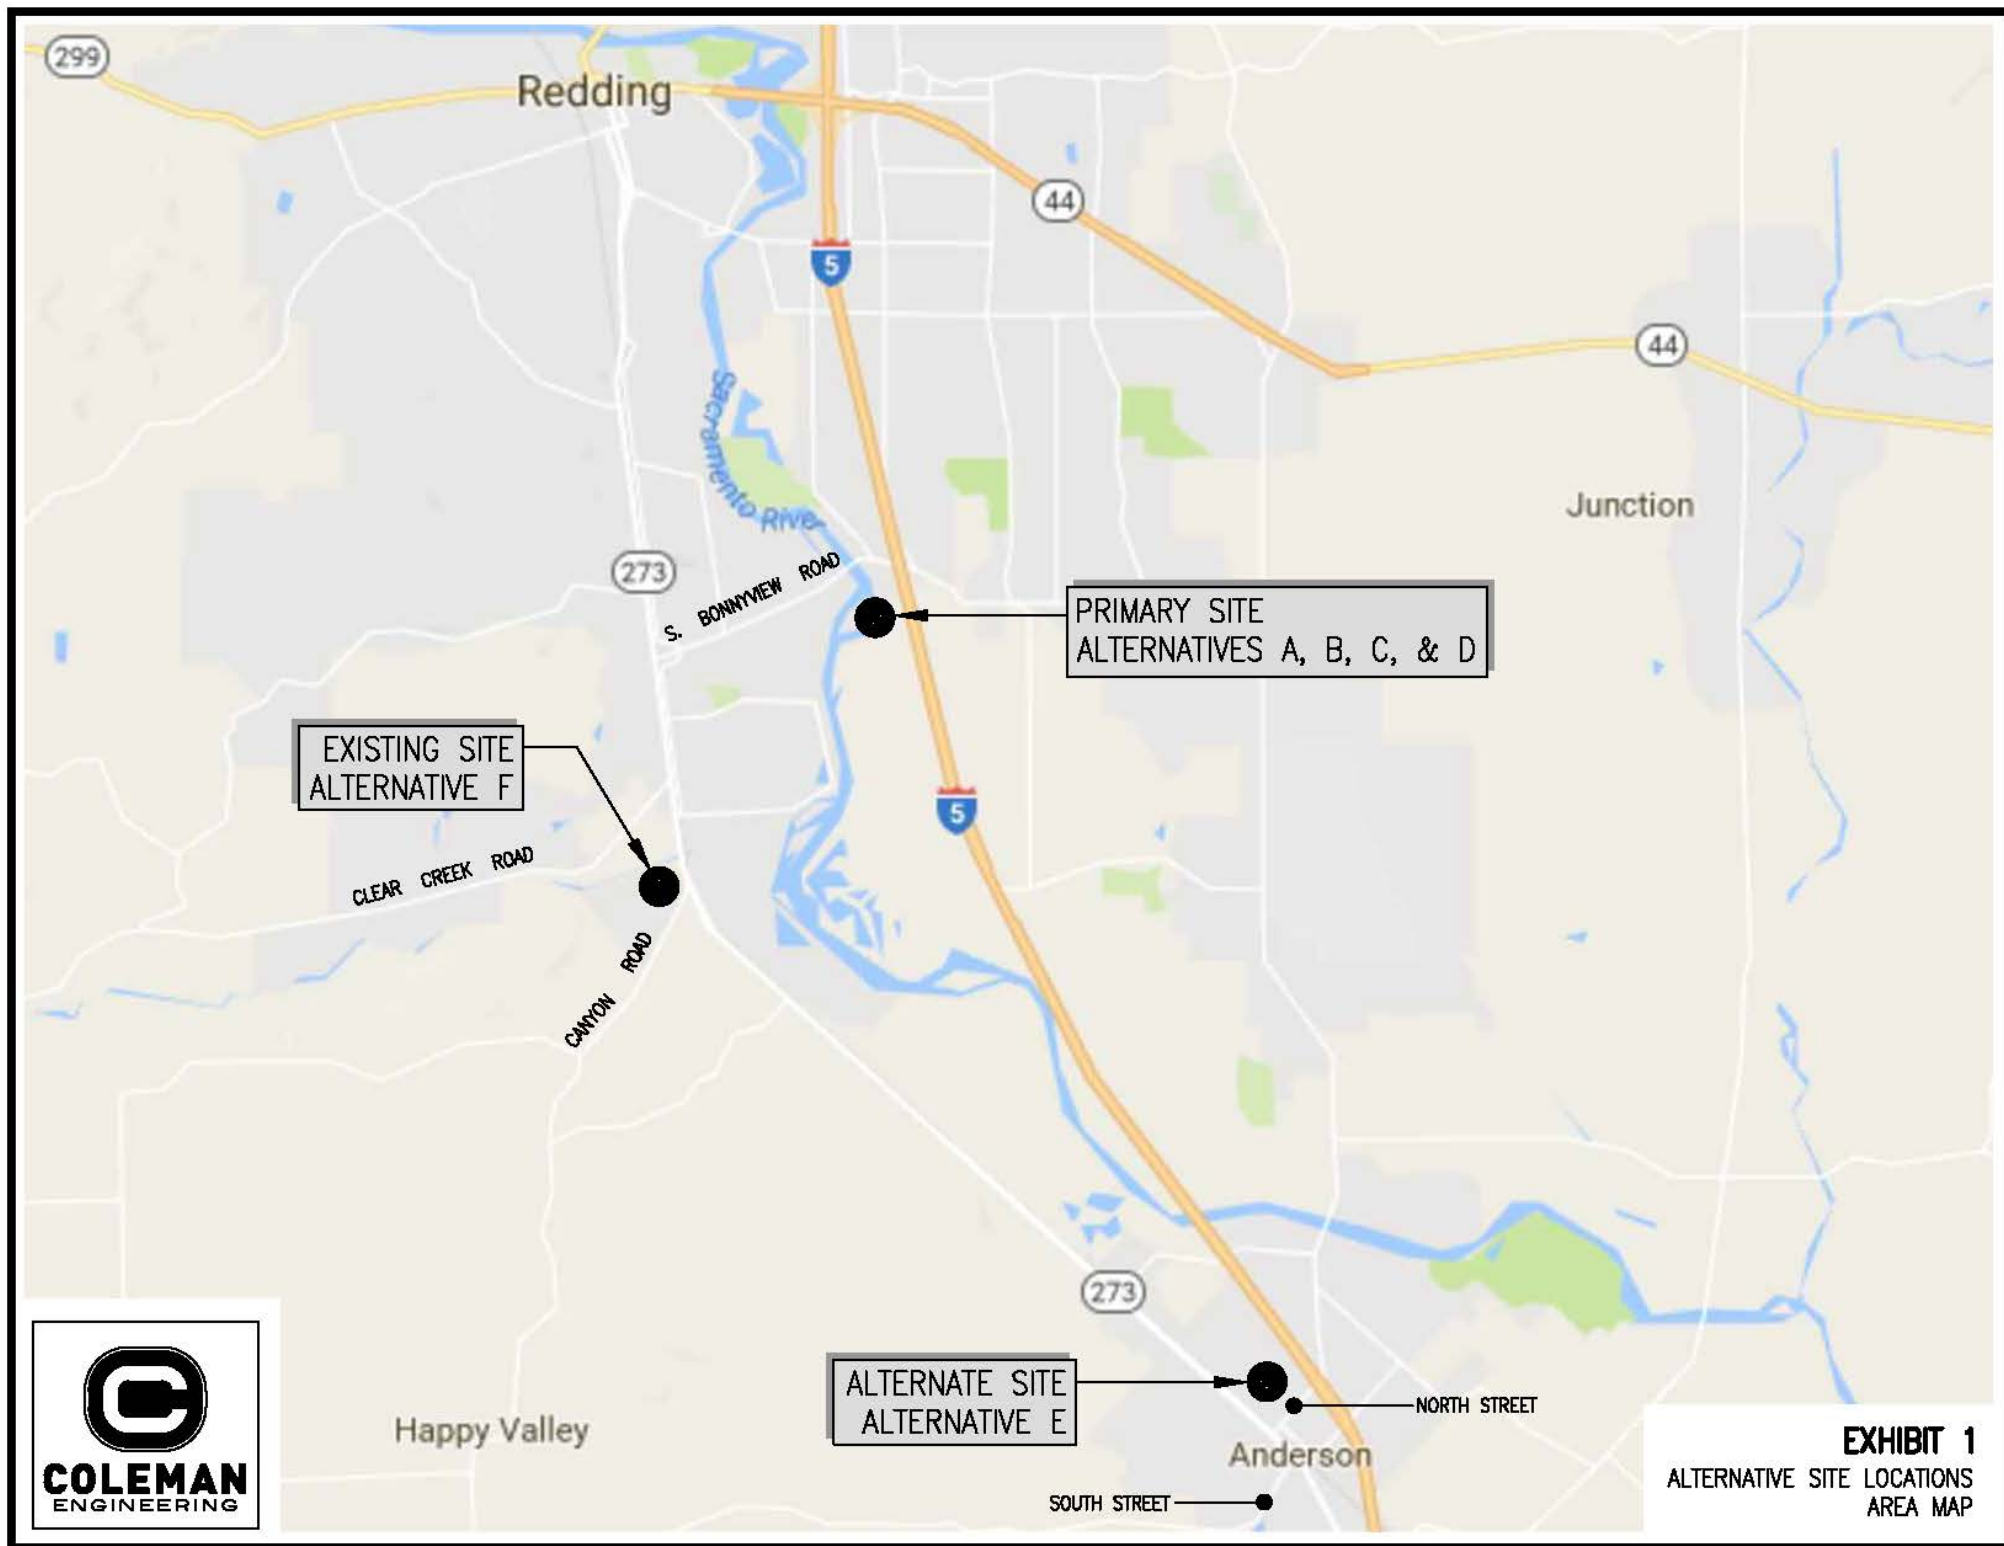 299
Redding
44
5
44
Sacramento River
Junction
273
S. BONNYVIEW ROAD
PRIMARY SITE
ALTERNATIVES A, B, C, & D
EXISTING SITE
ALTERNATIVE F
5
CLEAR CREEK ROAD
CANYON ROAD
273
ALTERNATE SITE
ALTERNATIVE E
NORTH STREET
Happy Valley
Anderson
SOUTH STREET
COLEMAN
ENGINEERING
EXHIBIT 1
ALTERNATIVE SITE LOCATIONS
AREA MAP